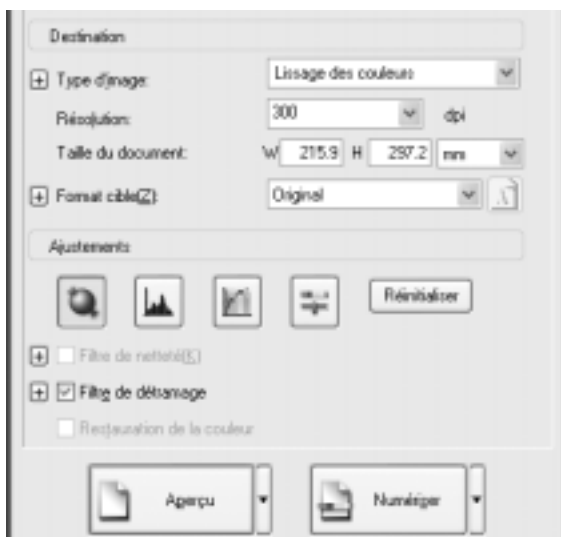 Destination
Type d'image: Lissage des couleurs
Résolution: 300 dpi
Taille du document: W 215.9 H 297.2 mm
Format cible(Z): Original
Ajustements
Réinitialiser
Filtre de netteté(K)
Filtre de détramage
Restauration de la couleur
Aperçu Numériser